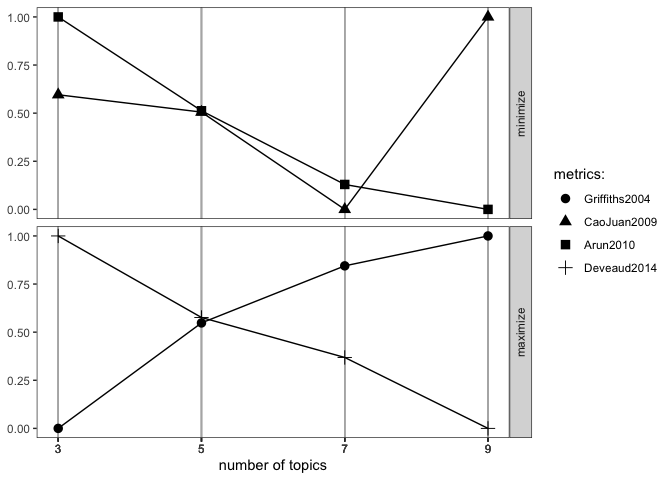 1.00
0.75
0.50
0.25
0.00
minimize
1.00
0.75
0.50
0.25
0.00
maximize
3 5 7 9
number of topics
metrics:
Griffiths2004
CaoJuan2009
Arun2010
Deveaud2014